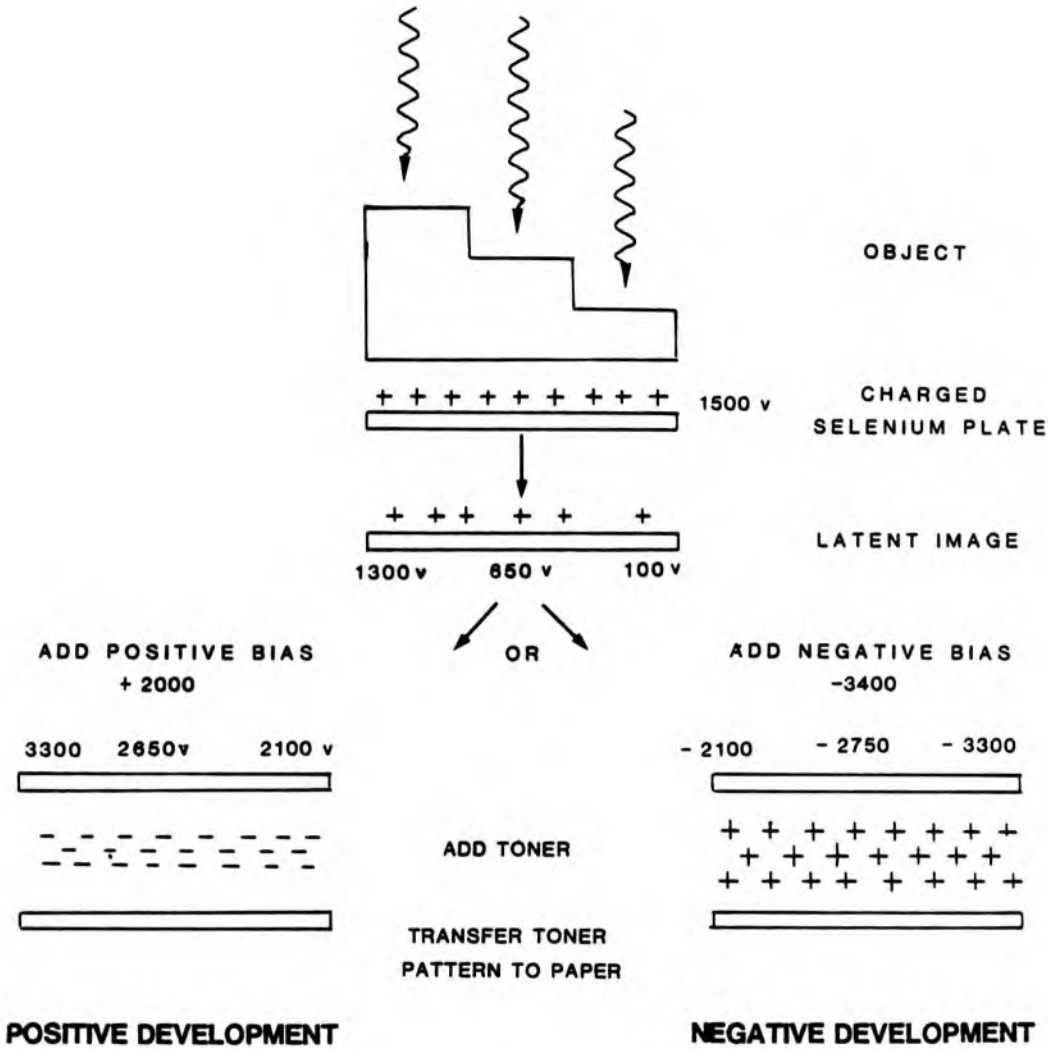 OBJECT
+ + + + + + + + +
1500 v
CHARGED
SELENIUM PLATE
+ + + + + +
LATENT IMAGE
1300 v 650 v 100 v
ADD POSITIVE BIAS
+ 2000
OR
ADD NEGATIVE BIAS
-3400
3300 2650v 2100 v
- 2100 - 2750 - 3300
ADD TONER
TRANSFER TONER
PATTERN TO PAPER
POSITIVE DEVELOPMENT
NEGATIVE DEVELOPMENT